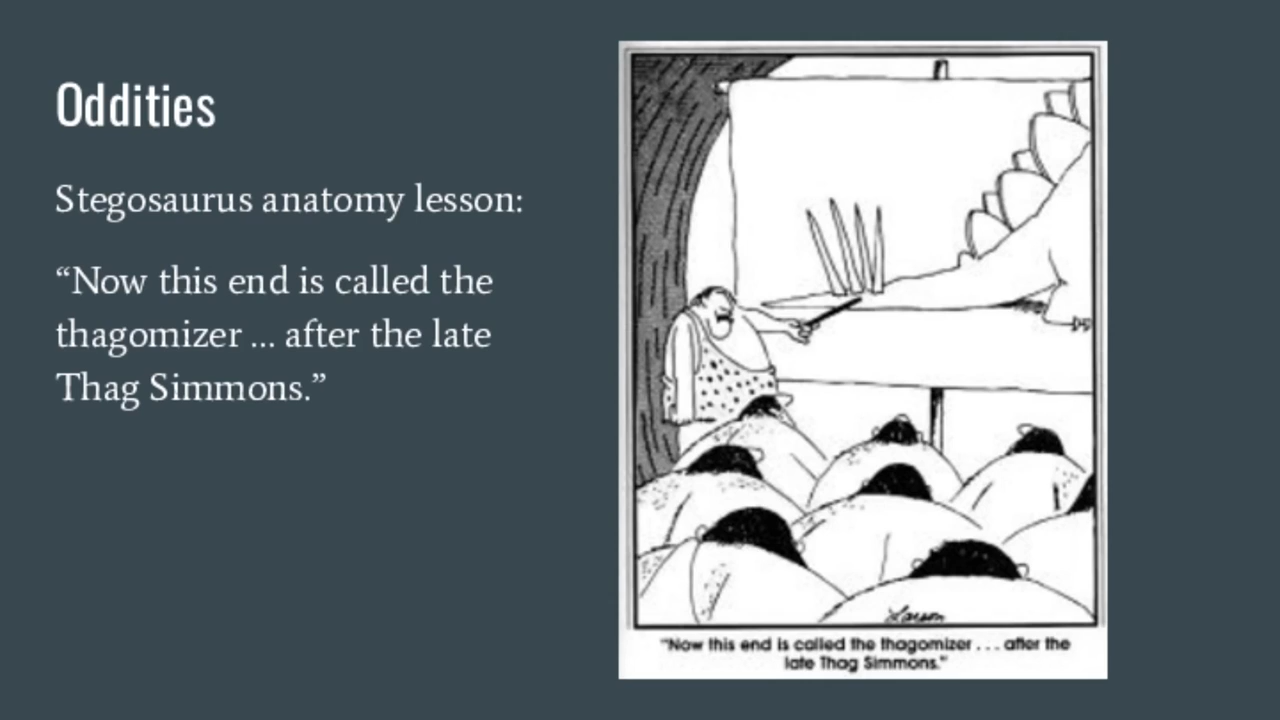 Oddities
Stegosaurus anatomy lesson:
“Now this end is called the
thagomizer ... after the late
Thag Simmons.”
Larson
"Now this end is called the thagomizer . . . after the
late Thag Simmons."